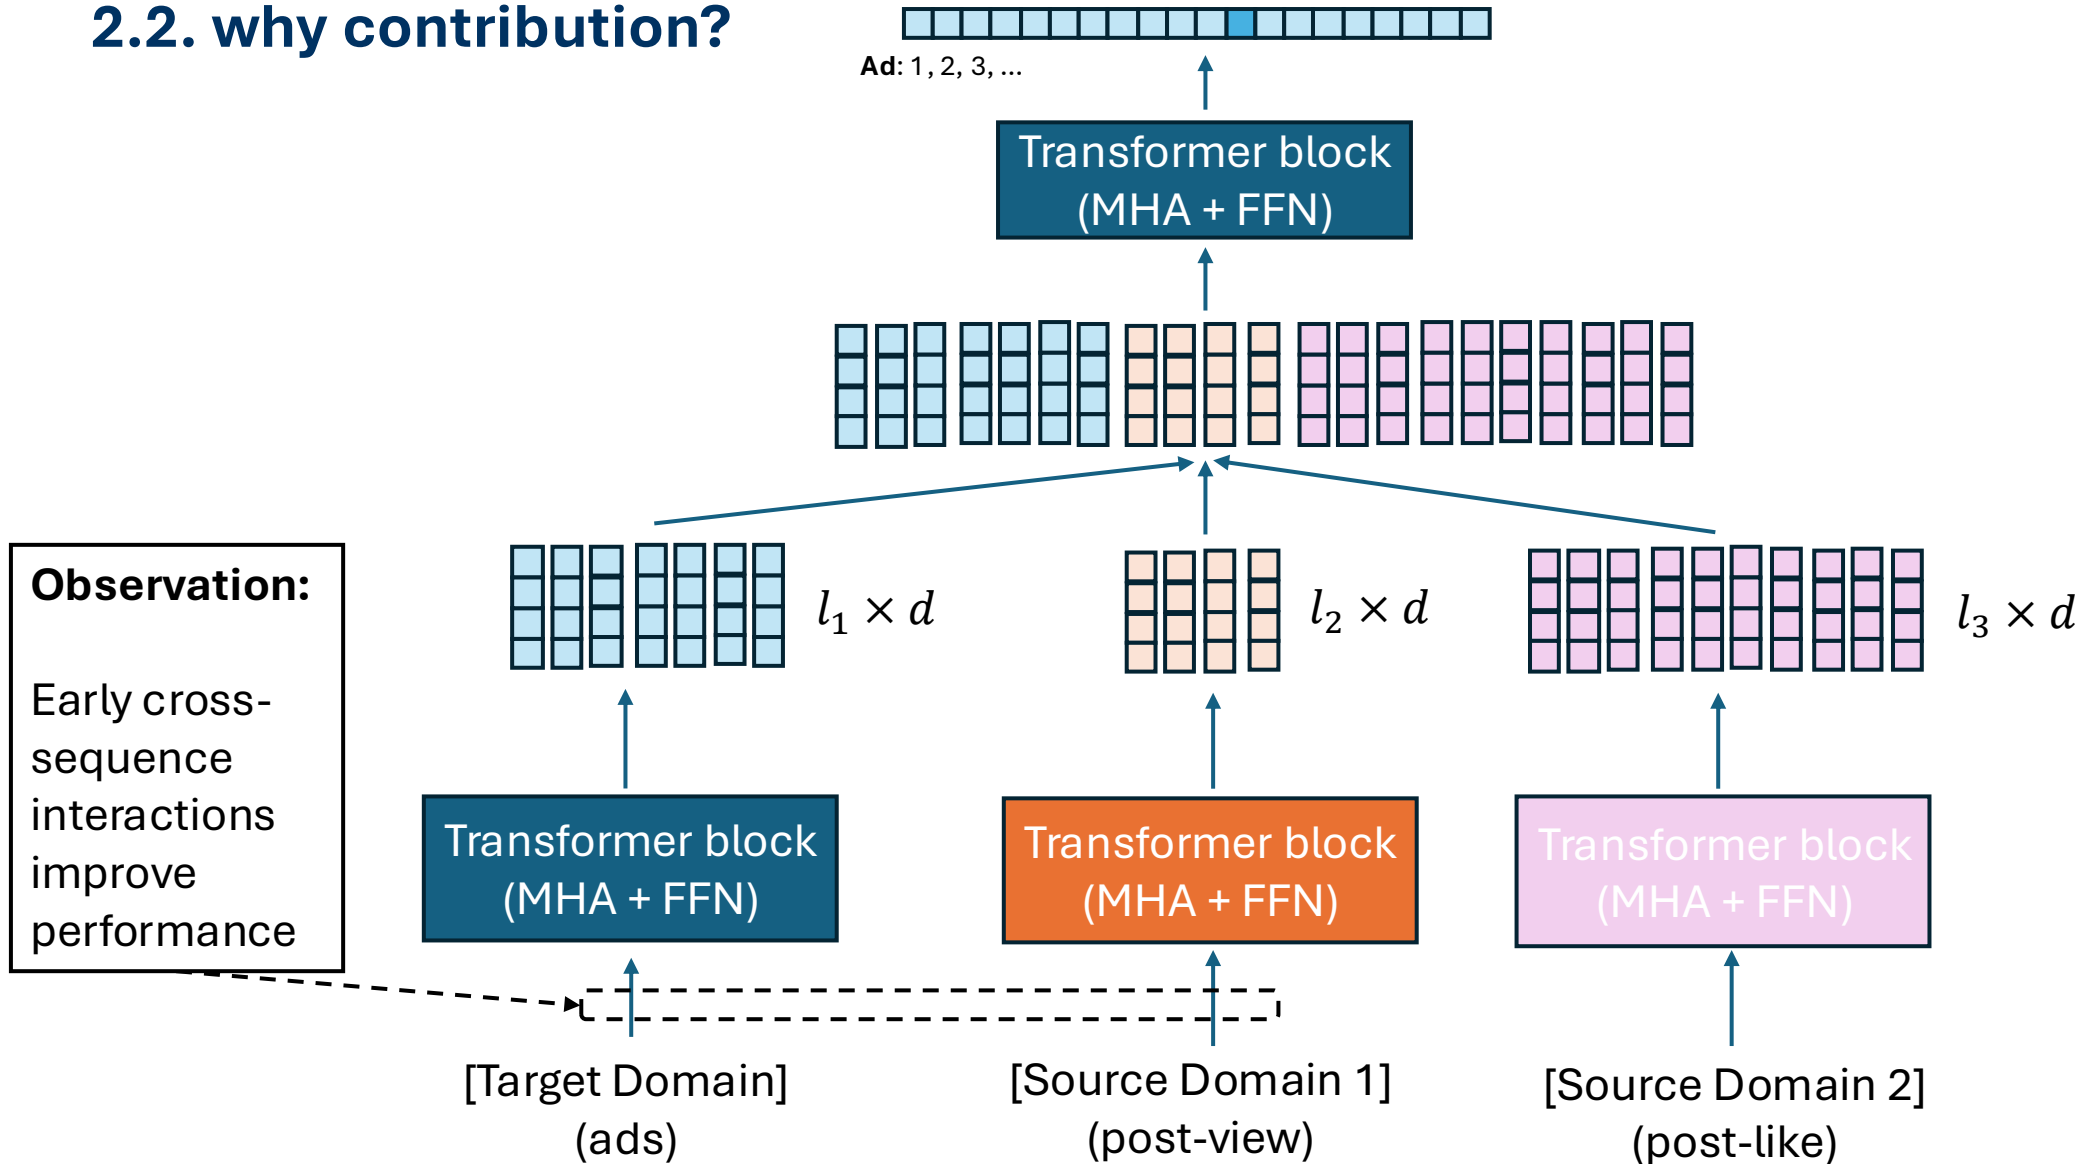 2.2. why contribution?
Ad: 1, 2, 3, ...
Transformer block
(MHA + FFN)
Observation:
Early cross-
sequence
interactions
improve
performance
l₁ × d
l₂ × d
l₃ × d
Transformer block
(MHA + FFN)
Transformer block
(MHA + FFN)
Transformer block
(MHA + FFN)
[Target Domain]
(ads)
[Source Domain 1]
(post-view)
[Source Domain 2]
(post-like)